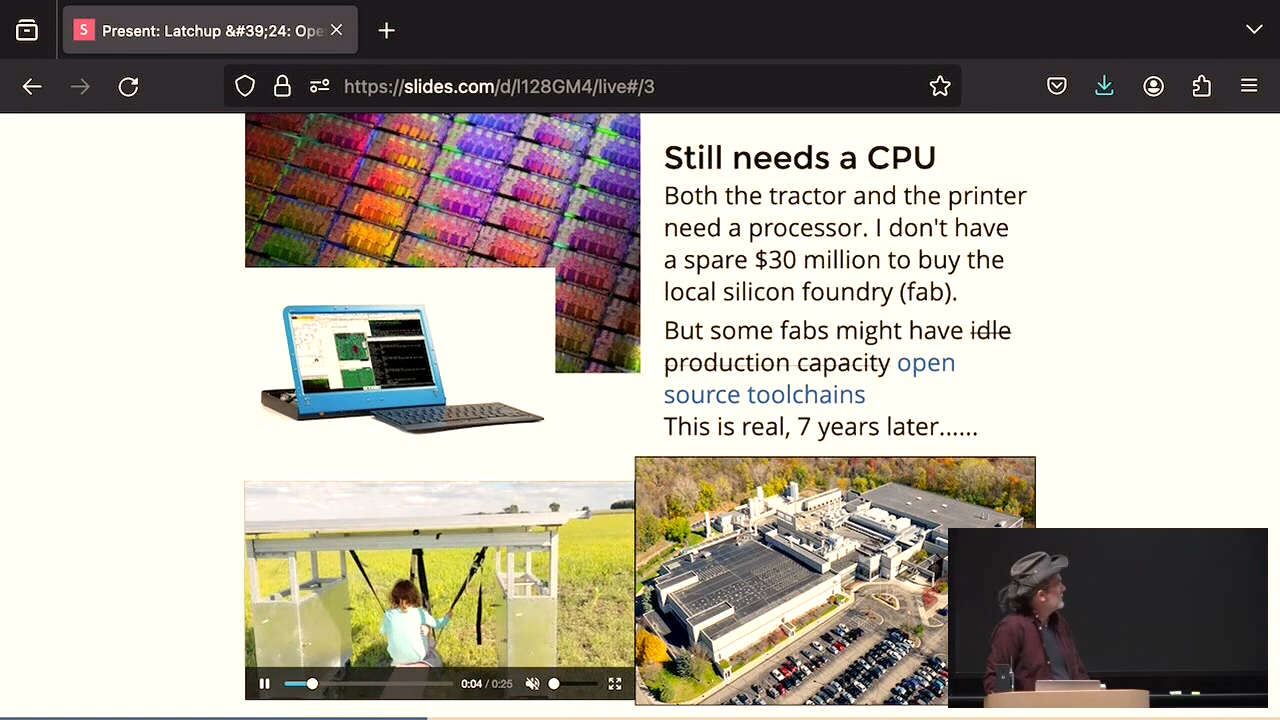 S Present: Latchup &#39;24: Ope
https://slides.com/d/l128GM4/live#/3
Still needs a CPU
Both the tractor and the printer
need a processor. I don't have
a spare $30 million to buy the
local silicon foundry (fab).
But some fabs might have idle
production capacity open
source toolchains
This is real, 7 years later......
0:04 / 0:25